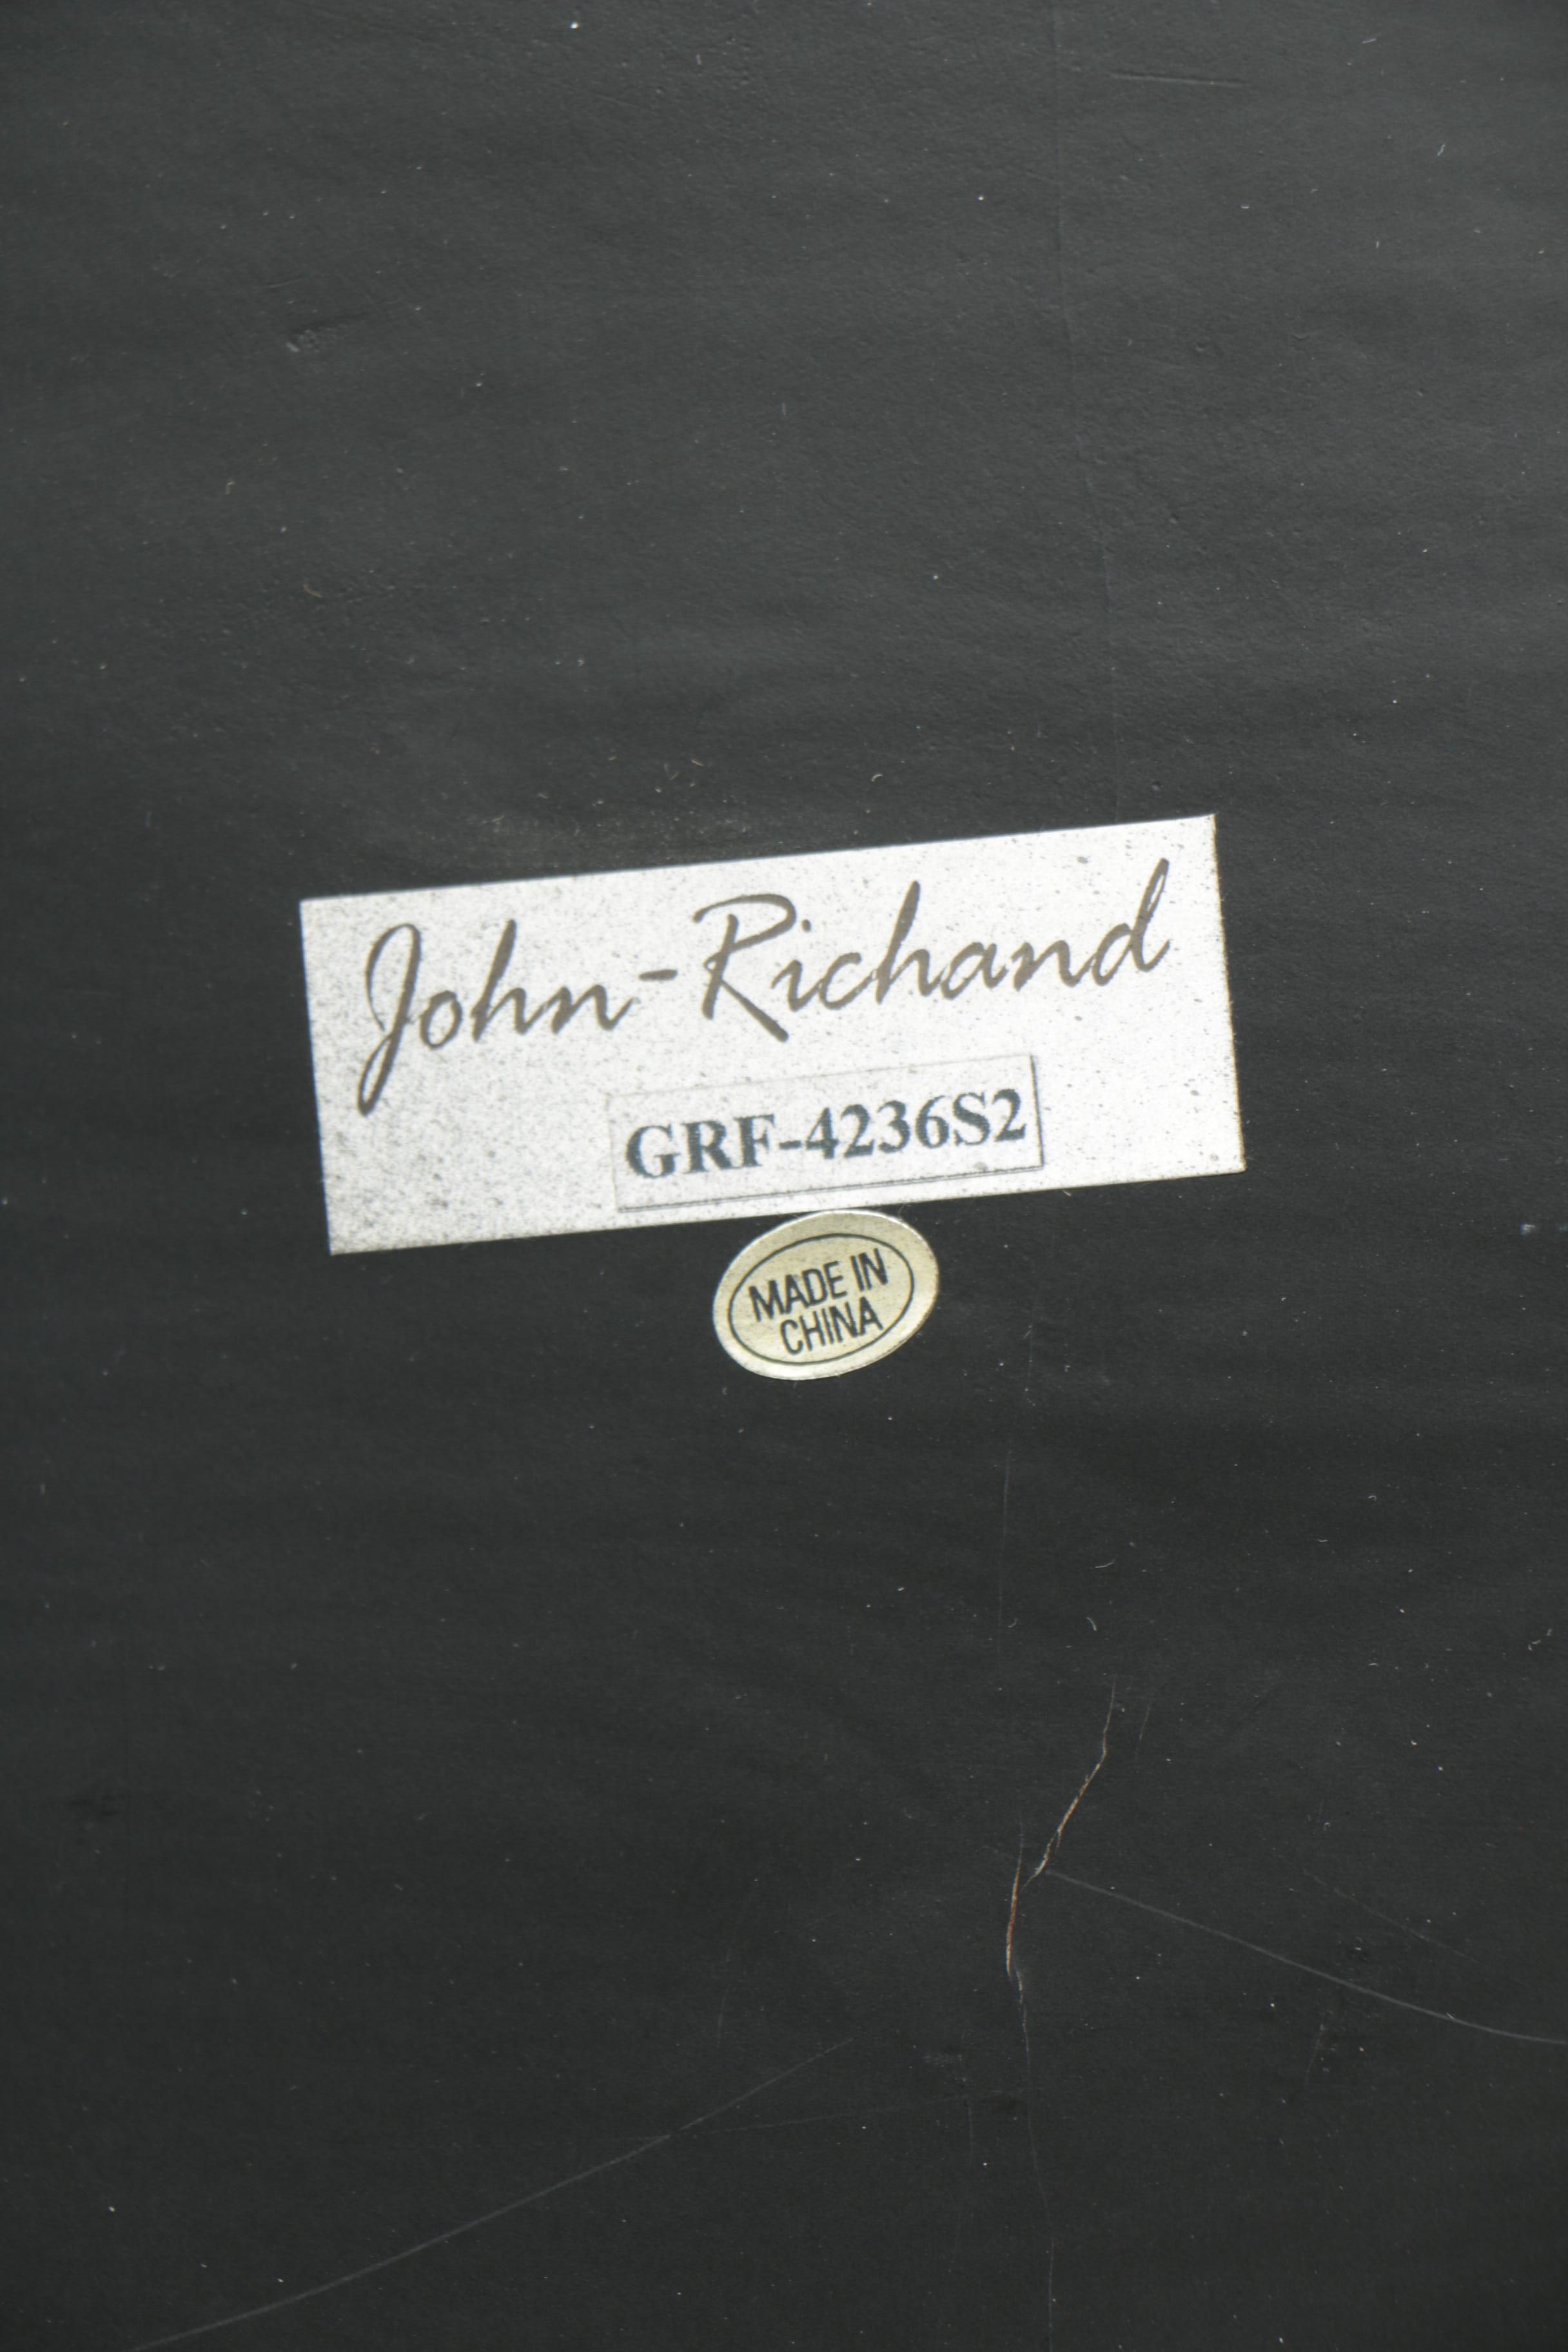 John-Richard
GRF-4236S2
MADE IN
CHINA